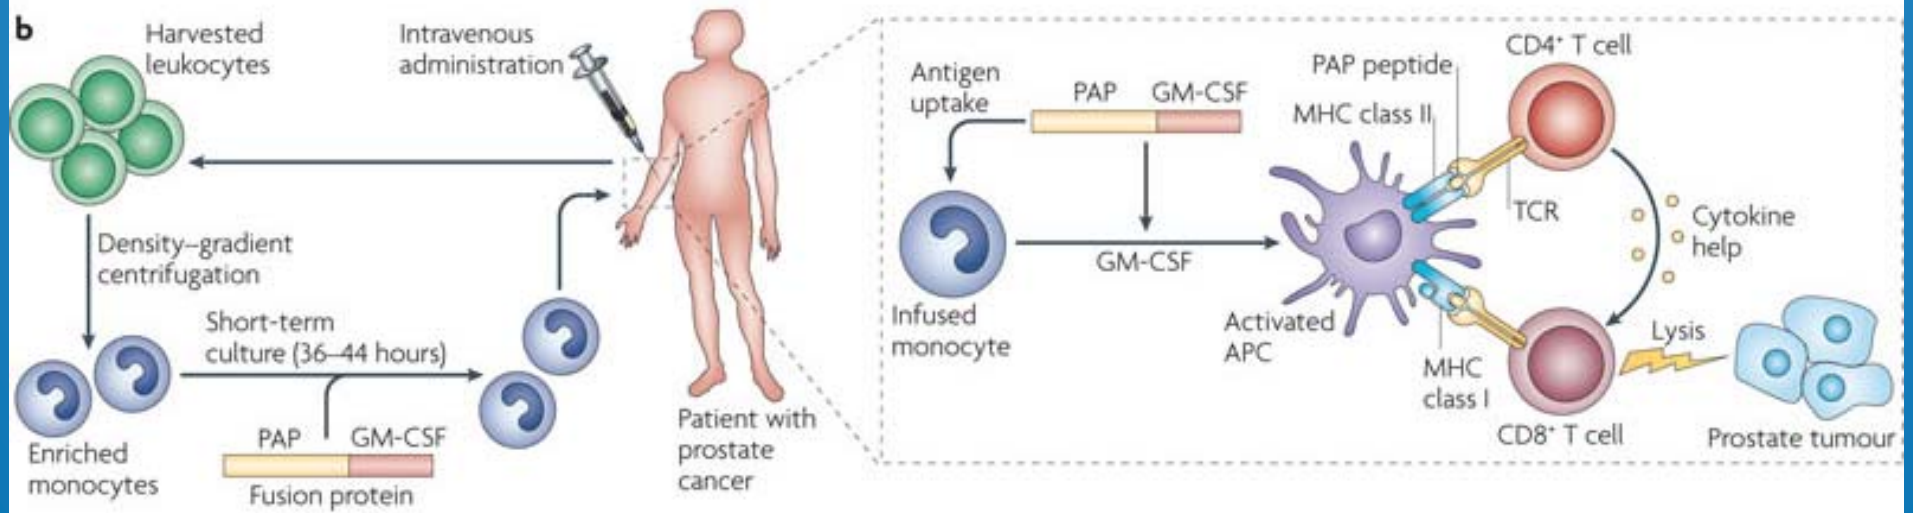 b
Harvested
leukocytes
Intravenous
administration
Density–gradient
centrifugation
Short-term
culture (36–44 hours)
Enriched
monocytes
PAP
GM-CSF
Fusion protein
Patient with
prostate
cancer
Antigen
uptake
PAP
GM-CSF
Infused
monocyte
GM-CSF
Activated
APC
PAP peptide
MHC class II
CD4⁺ T cell
TCR
Cytokine
help
MHC
class I
CD8⁺ T cell
Lysis
Prostate tumour